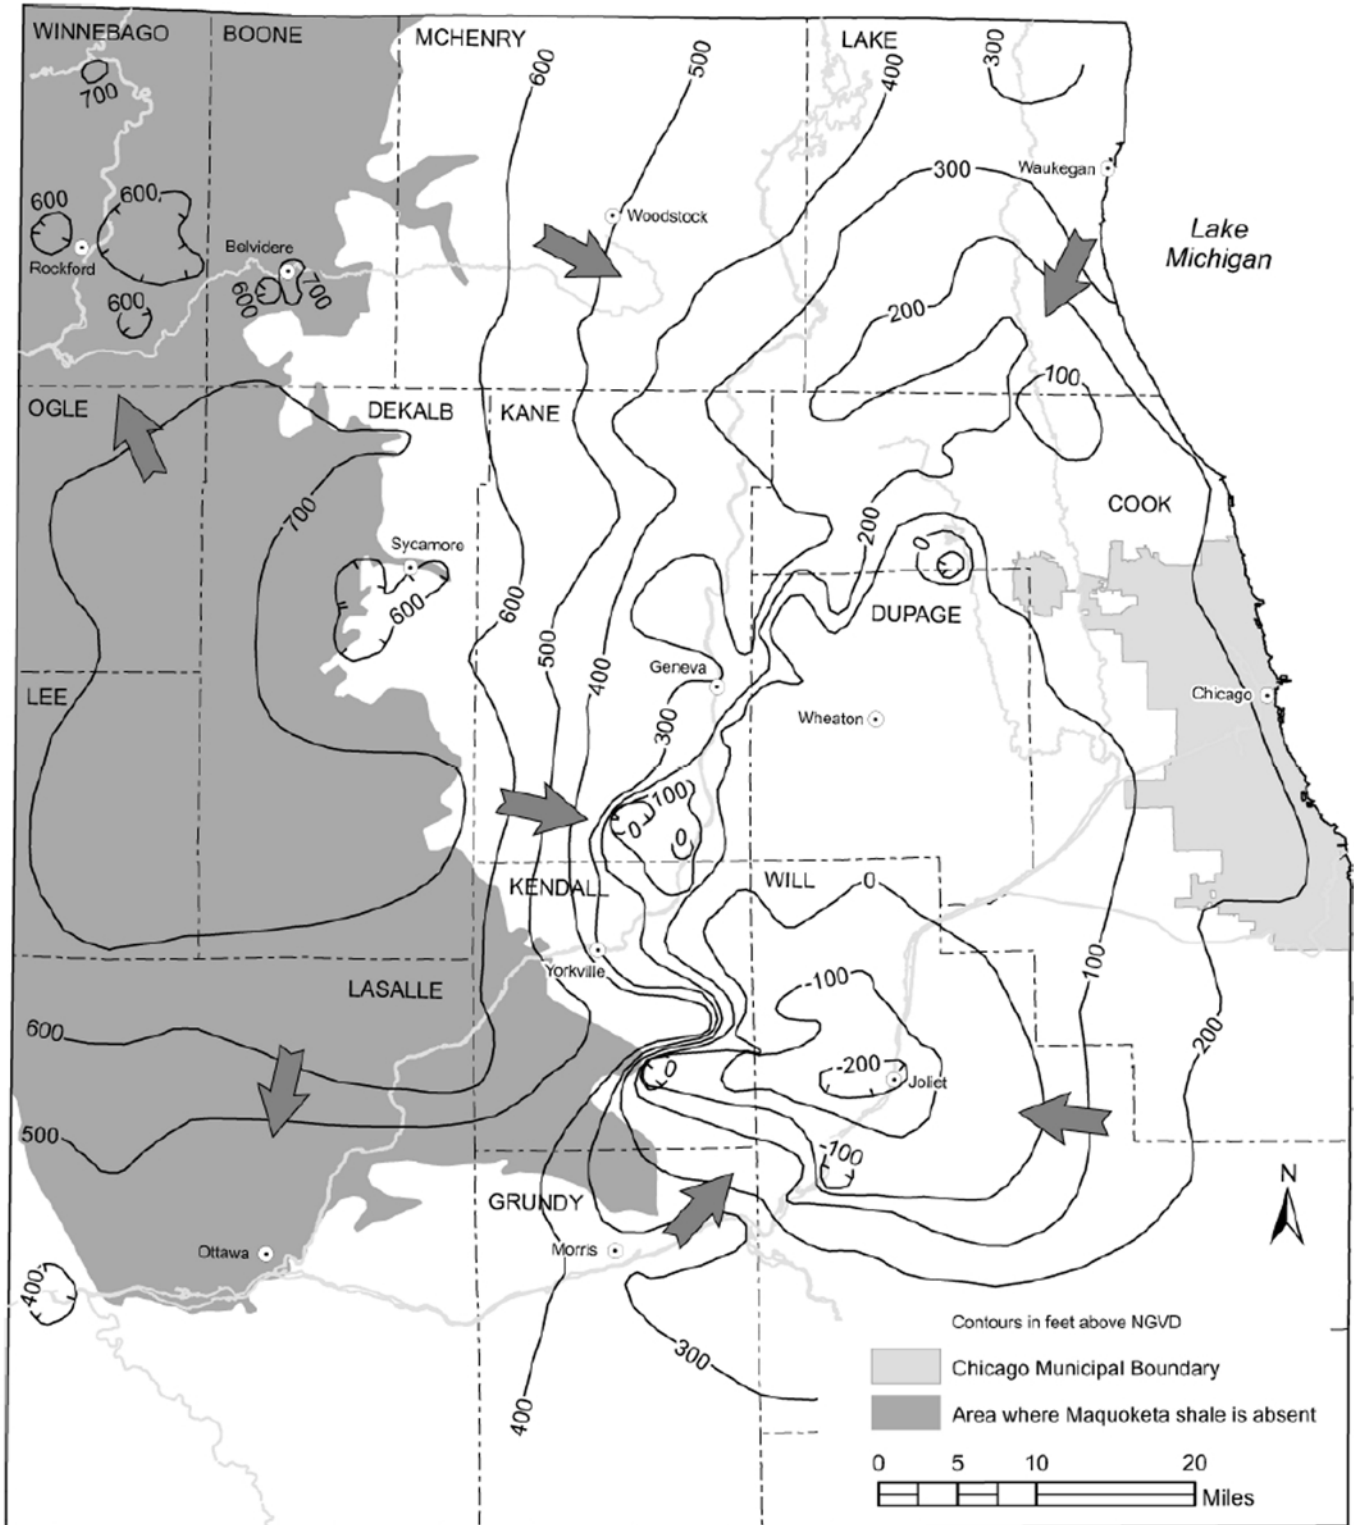 WINNEBAGO
BOONE
MCHENRY
LAKE
600
500
400
300
700
Waukegan
300
600
600
Woodstock
Lake
Michigan
Rockford
Belvidere
600
700
600
200
100
OGLE
DEKALB
KANE
COOK
700
200
0
Sycamore
600
600
DUPAGE
500
400
Geneva
LEE
Chicago
300
Wheaton
100
0
0
KENDALL
WILL
0
Yorkville
100
LASALLE
-100
600
200
0
-200
Joliet
500
-100
N
GRUNDY
Ottawa
Morris
400
300
400
Contours in feet above NGVD
Chicago Municipal Boundary
Area where Maquoketa shale is absent
0 5 10 20
Miles